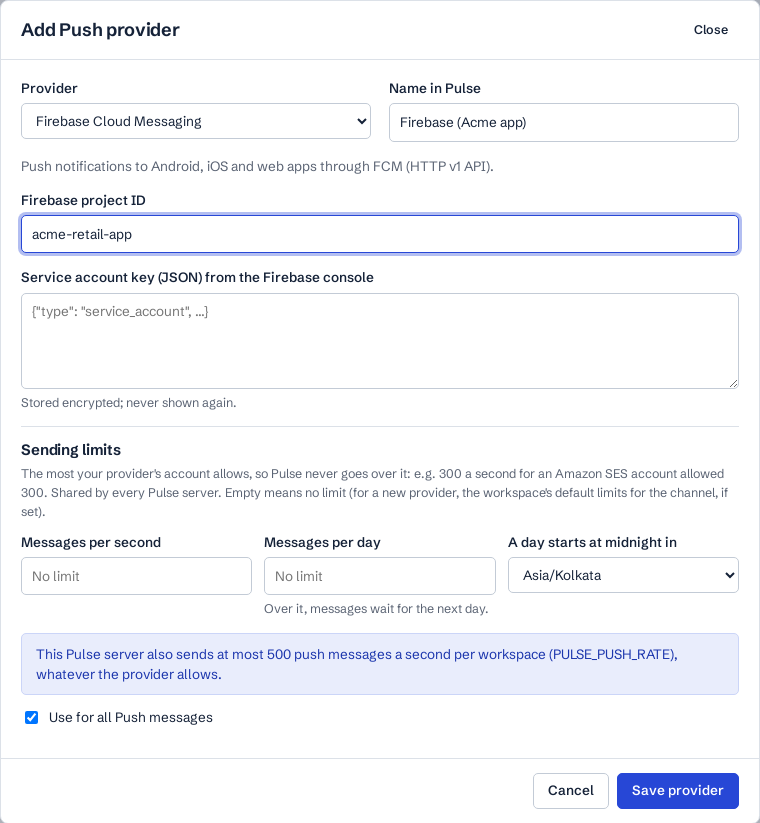 Add Push provider
Close
Provider
Name in Pulse
Firebase Cloud Messaging
Firebase (Acme app)
Push notifications to Android, iOS and web apps through FCM (HTTP v1 API).
Firebase project ID
acme-retail-app
Service account key (JSON) from the Firebase console
{"type": "service_account", ...}
Stored encrypted; never shown again.
Sending limits
The most your provider's account allows, so Pulse never goes over it: e.g. 300 a second for an Amazon SES account allowed
300. Shared by every Pulse server. Empty means no limit (for a new provider, the workspace's default limits for the channel, if
set).
Messages per second
Messages per day
A day starts at midnight in
No limit
No limit
Asia/Kolkata
Over it, messages wait for the next day.
This Pulse server also sends at most 500 push messages a second per workspace (PULSE_PUSH_RATE),
whatever the provider allows.
Use for all Push messages
Cancel
Save provider